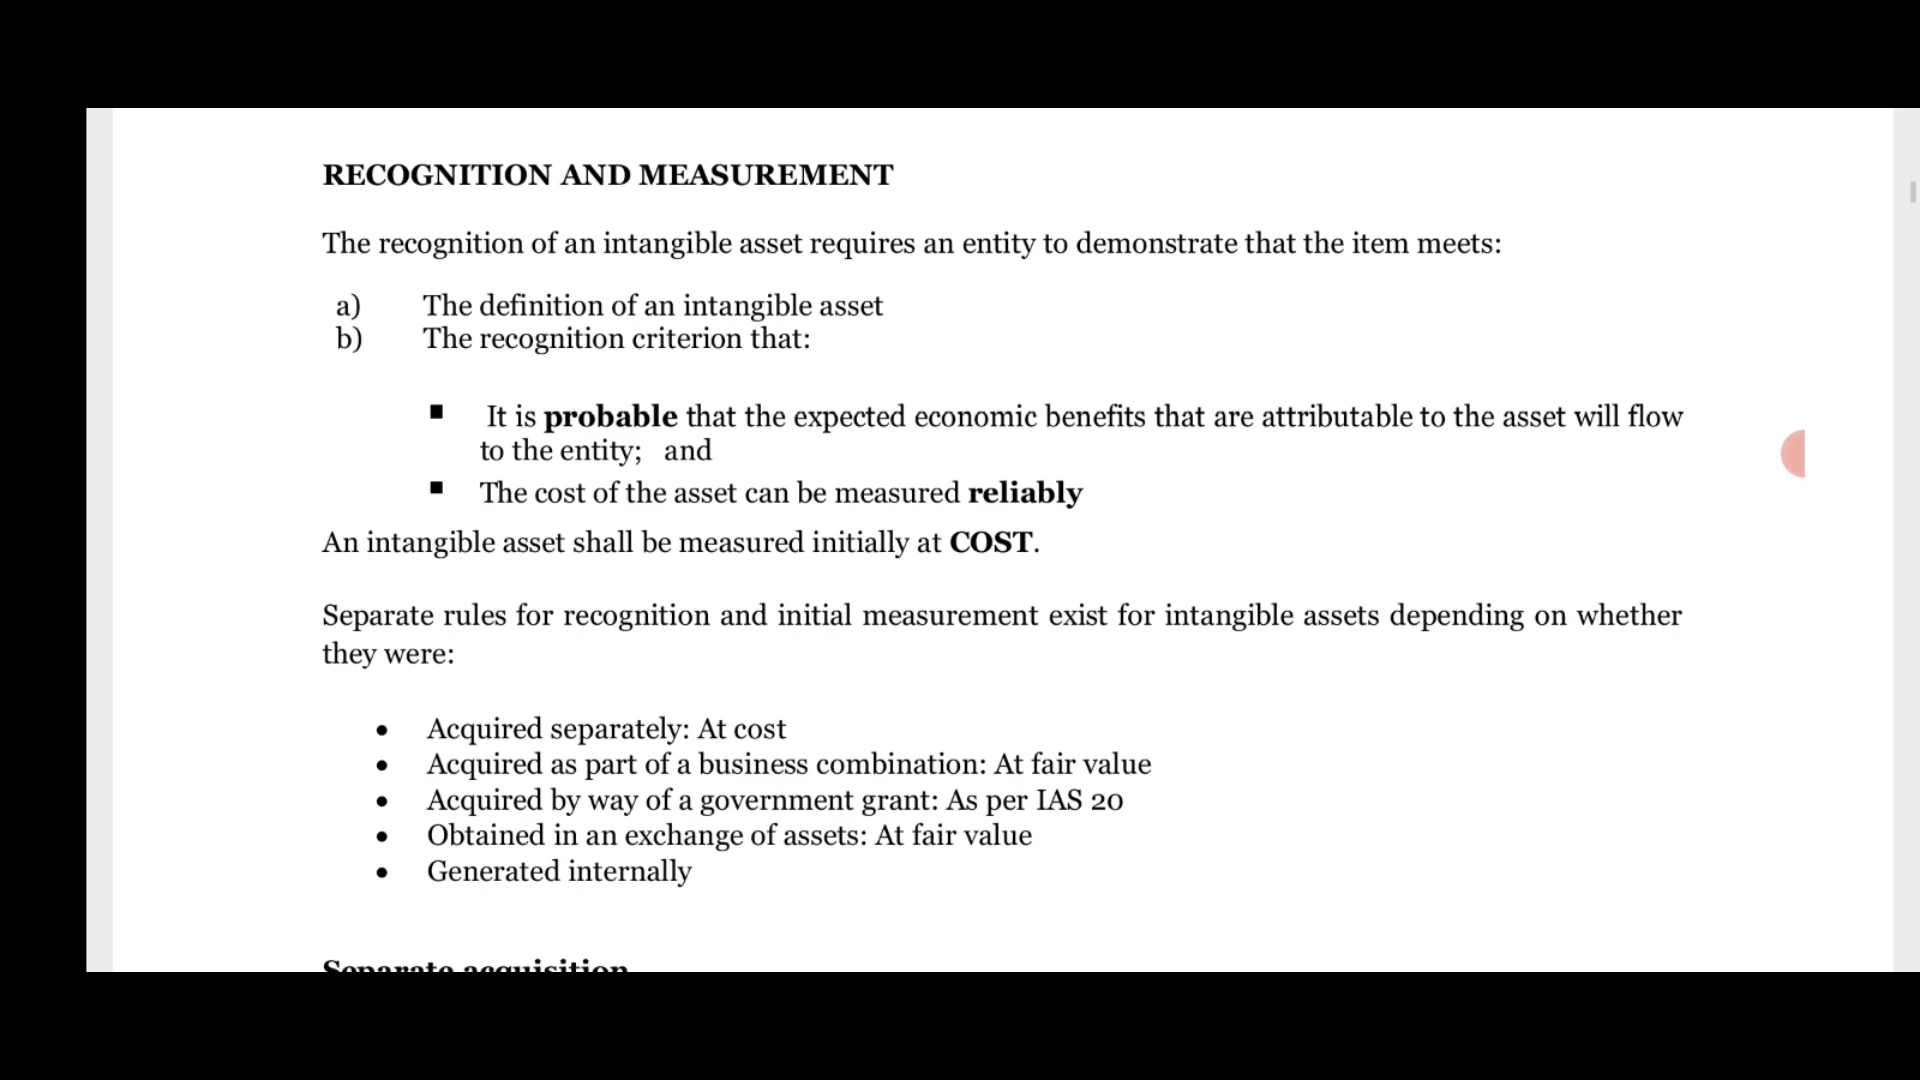 RECOGNITION AND MEASUREMENT
The recognition of an intangible asset requires an entity to demonstrate that the item meets:
a) The definition of an intangible asset
b) The recognition criterion that:
▪ It is probable that the expected economic benefits that are attributable to the asset will flow
to the entity; and
▪ The cost of the asset can be measured reliably
An intangible asset shall be measured initially at COST.
Separate rules for recognition and initial measurement exist for intangible assets depending on whether
they were:
• Acquired separately: At cost
• Acquired as part of a business combination: At fair value
• Acquired by way of a government grant: As per IAS 20
• Obtained in an exchange of assets: At fair value
• Generated internally
Separate acquisition